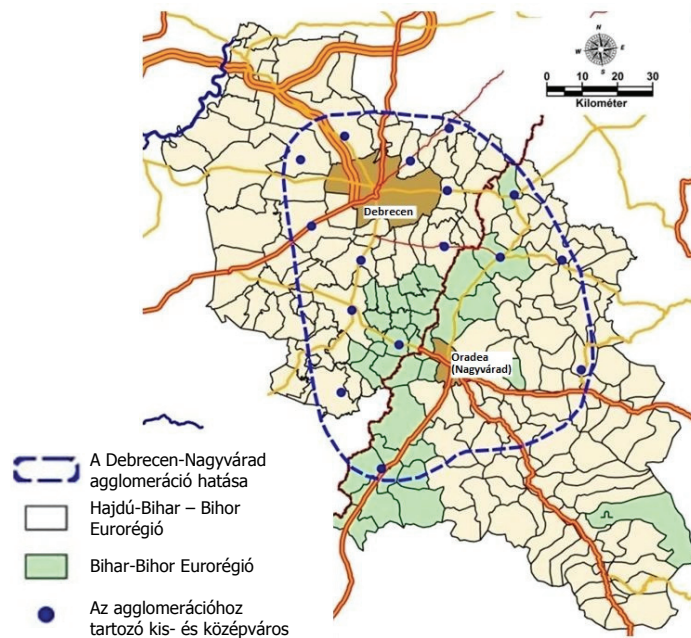 N
W
E
S
0 10 20 30
Kilométer
Debrecen
Oradea
(Nagyvárad)
A Debrecen-Nagyvárad
agglomeráció hatása
Hajdú-Bihar – Bihor
Eurorégió
Bihar-Bihor Eurorégió
Az agglomerációhoz
tartozó kis- és középváros